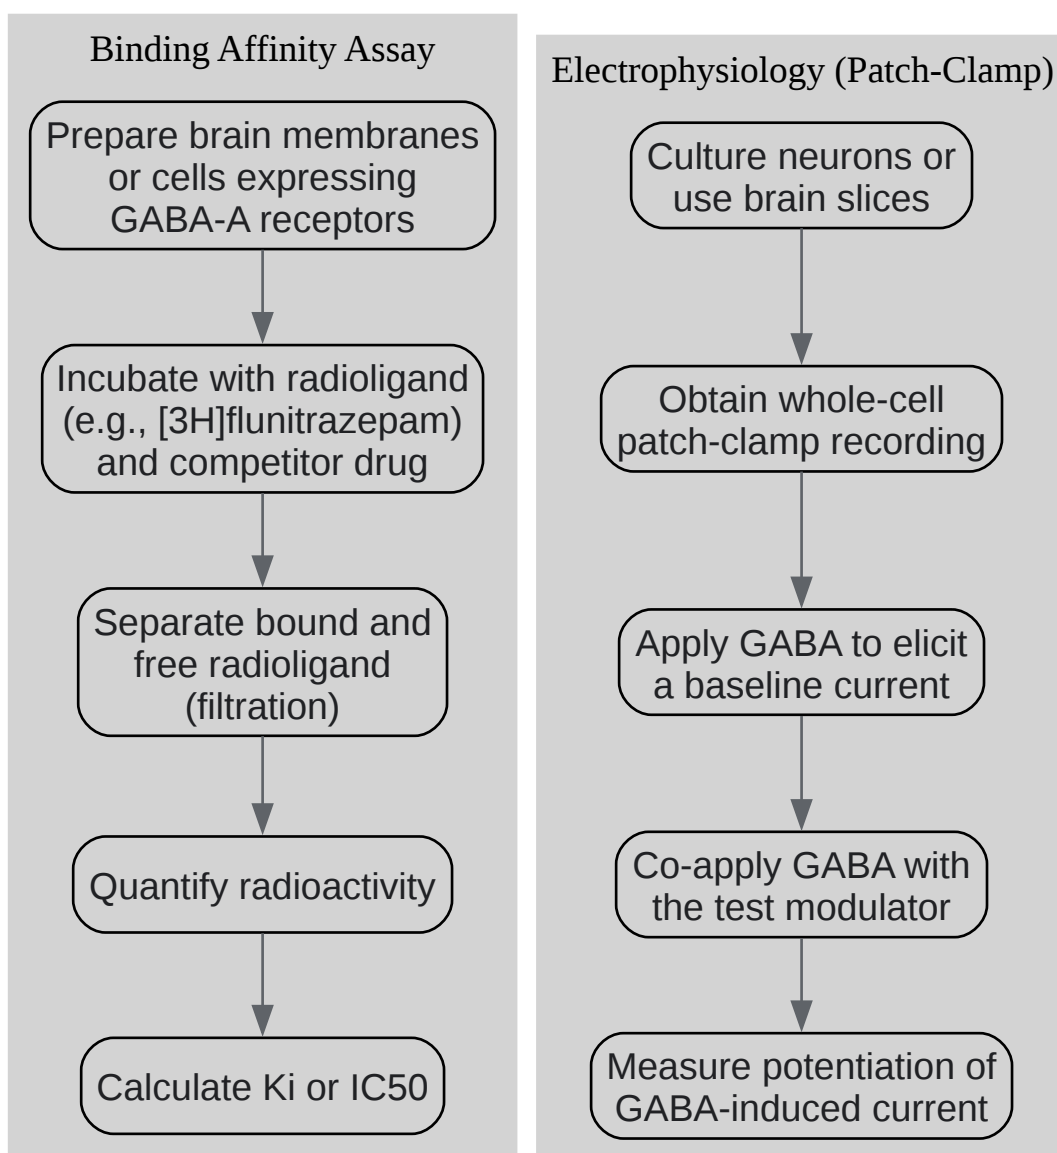 Binding Affinity Assay
Prepare brain membranes
or cells expressing
GABA-A receptors
Incubate with radioligand
(e.g., [3H]flunitrazepam)
and competitor drug
Separate bound and
free radioligand
(filtration)
Quantify radioactivity
Calculate Ki or IC50
Electrophysiology (Patch-Clamp)
Culture neurons or
use brain slices
Obtain whole-cell
patch-clamp recording
Apply GABA to elicit
a baseline current
Co-apply GABA with
the test modulator
Measure potentiation of
GABA-induced current